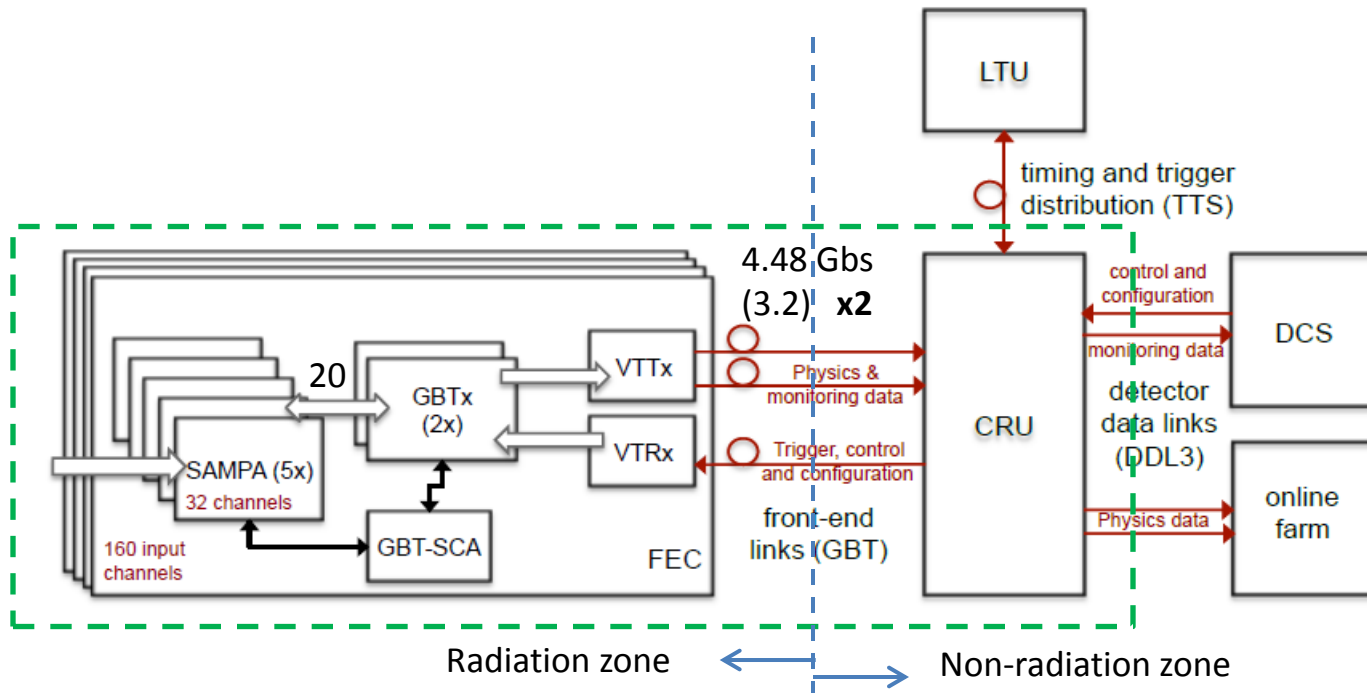 LTU
timing and trigger
distribution (TTS)
4.48 Gbs
(3.2) x2
control and
configuration
DCS
monitoring data
detector
data links
(DDL3)
20
GBTx
(2x)
VTTx
VTRx
Physics &
monitoring data
CRU
Trigger, control
and configuration
SAMPA (5x)
32 channels
160 input
channels
GBT-SCA
FEC
front-end
links (GBT)
Physics data
online
farm
Radiation zone
Non-radiation zone